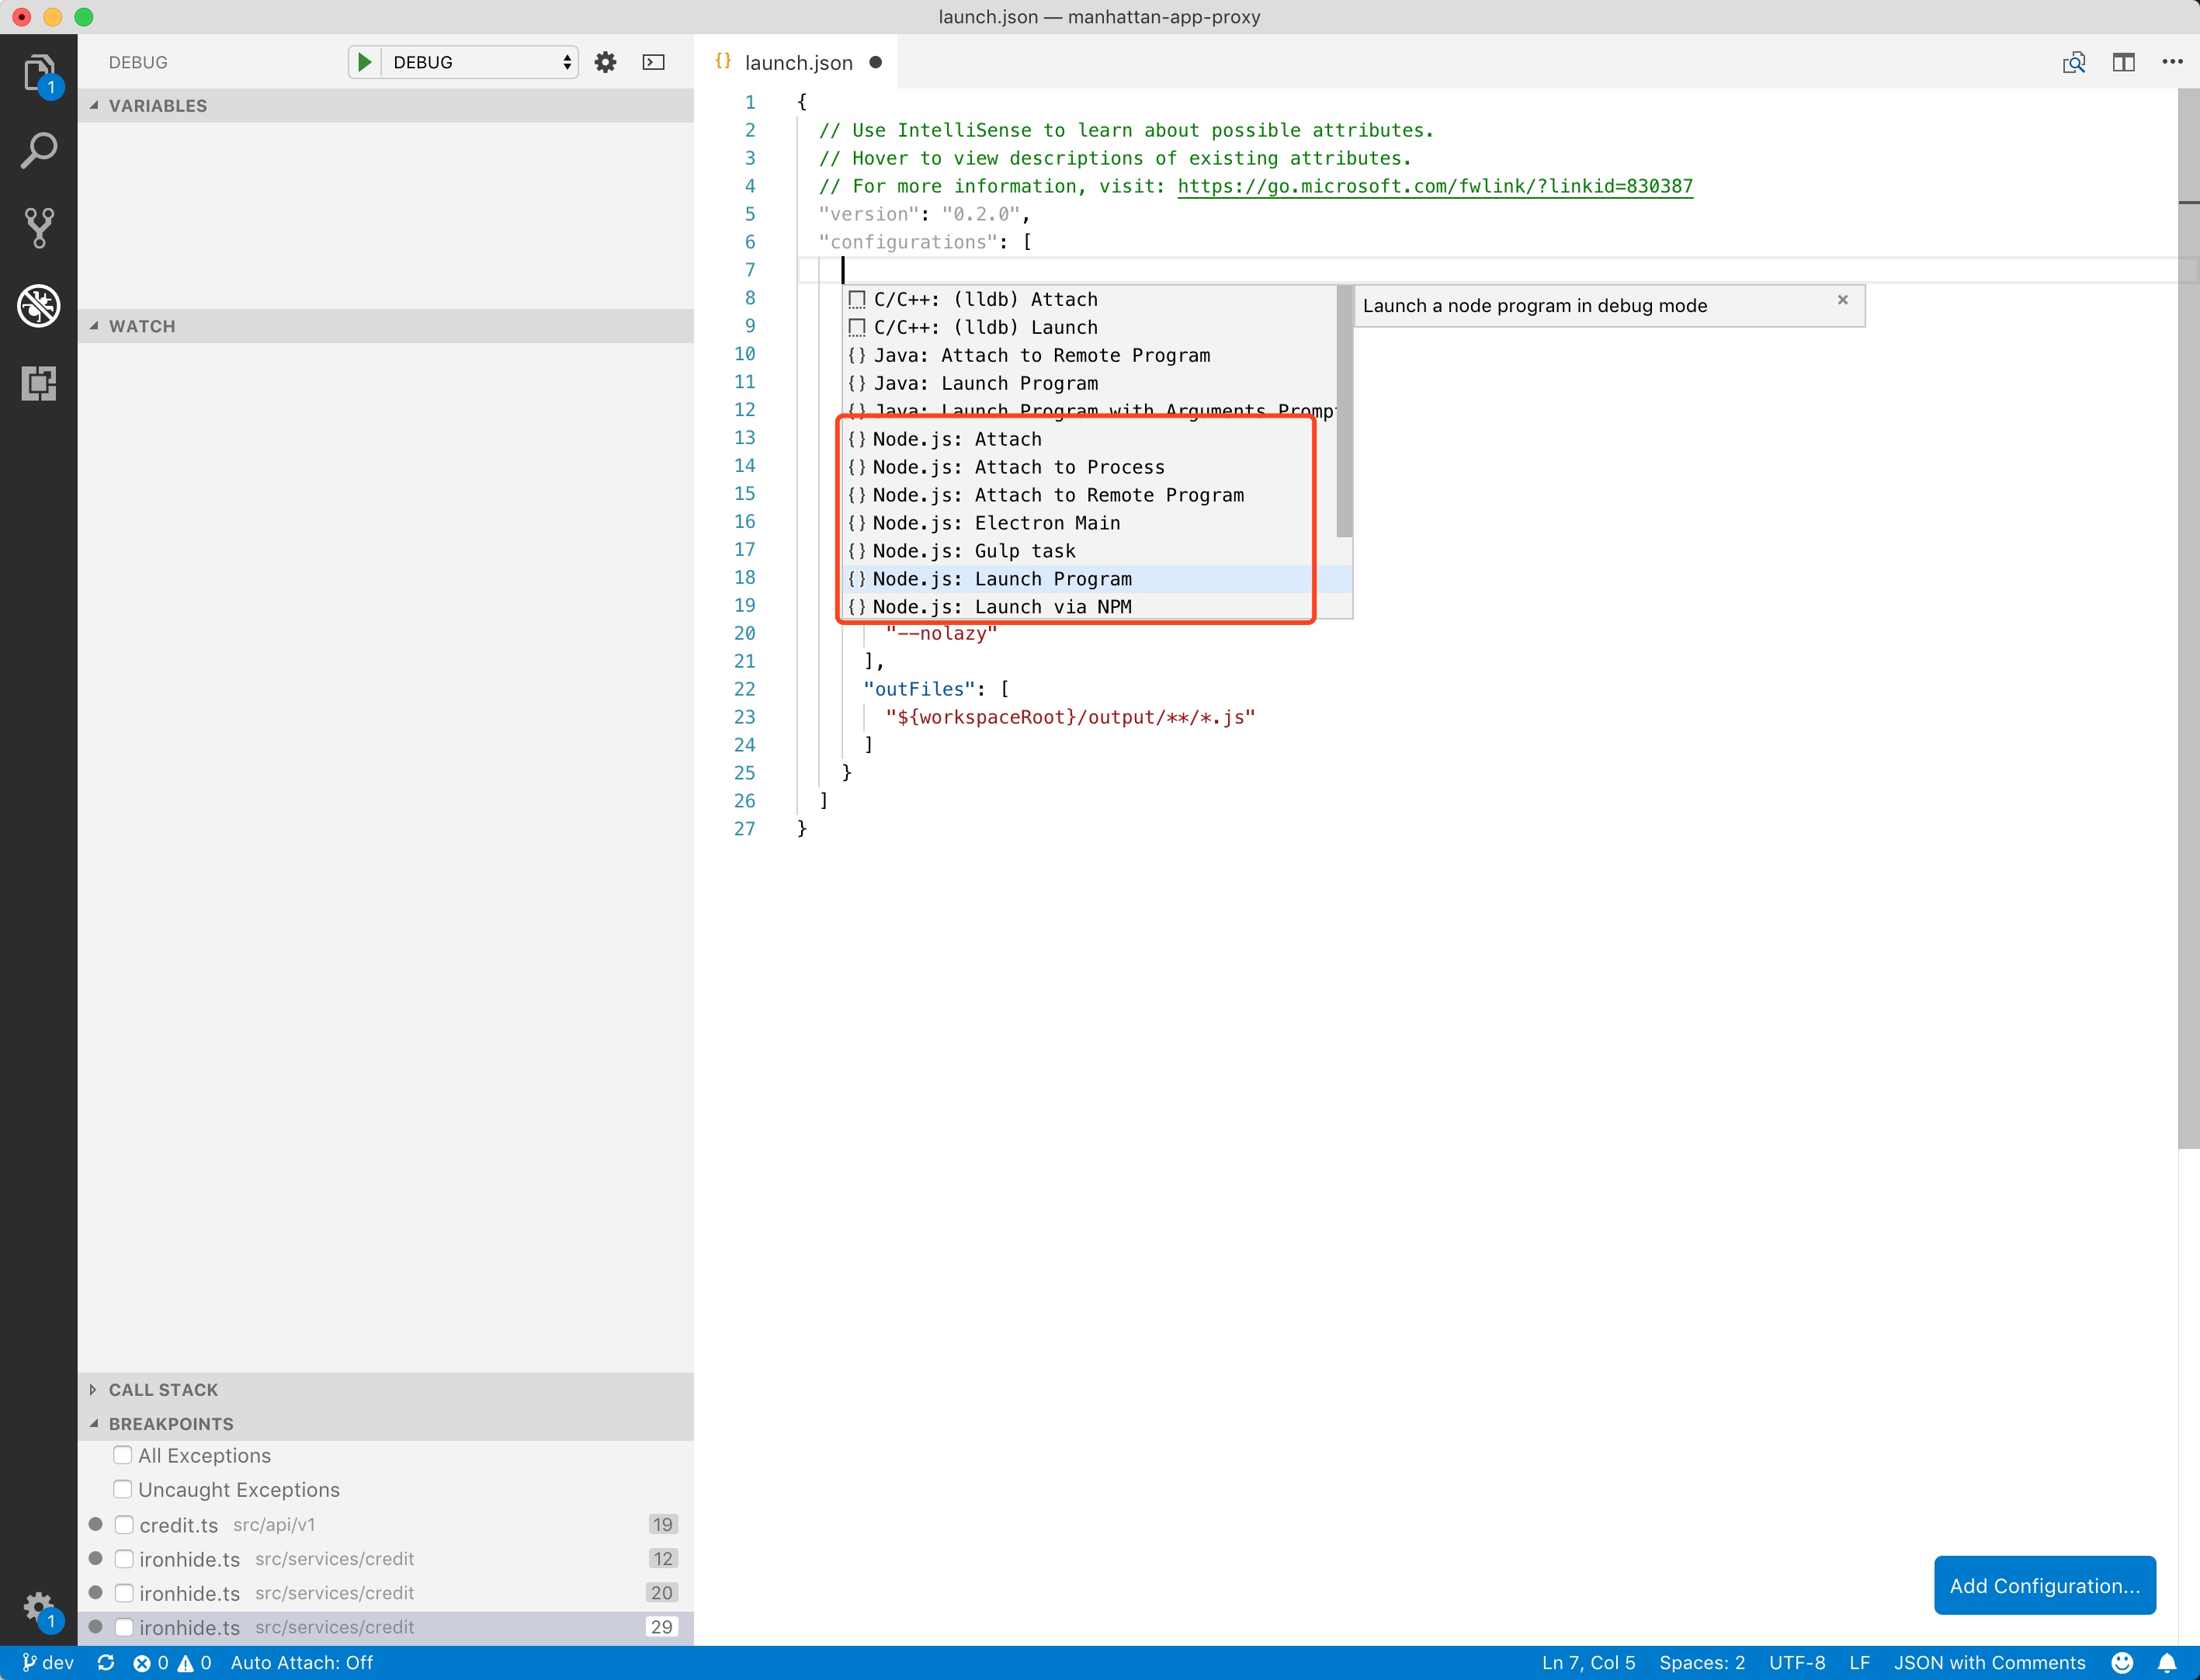 launch.json — manhattan-app-proxy
DEBUG
DEBUG
VARIABLES
WATCH
CALL STACK
BREAKPOINTS
All Exceptions
Uncaught Exceptions
credit.ts src/api/v1 19
ironhide.ts src/services/credit 12
ironhide.ts src/services/credit 20
ironhide.ts src/services/credit 29
1
1
{} launch.json
1 {
2 // Use IntelliSense to learn about possible attributes.
3 // Hover to view descriptions of existing attributes.
4 // For more information, visit: https://go.microsoft.com/fwlink/?linkid=830387
5 "version": "0.2.0",
6 "configurations": [
7
8 C/C++: (lldb) Attach
9 C/C++: (lldb) Launch
10 {} Java: Attach to Remote Program
11 {} Java: Launch Program
12 {} Java: Launch Program with Arguments Prompt
13 {} Node.js: Attach
14 {} Node.js: Attach to Process
15 {} Node.js: Attach to Remote Program
16 {} Node.js: Electron Main
17 {} Node.js: Gulp task
18 {} Node.js: Launch Program
19 {} Node.js: Launch via NPM
Launch a node program in debug mode
20 "--nolazy"
21 ],
22 "outFiles": [
23 "${workspaceRoot}/output/**/*.js"
24 ]
25 }
26 ]
27 }
Add Configuration...
dev 0 0 Auto Attach: Off
Ln 7, Col 5 Spaces: 2 UTF-8 LF JSON with Comments